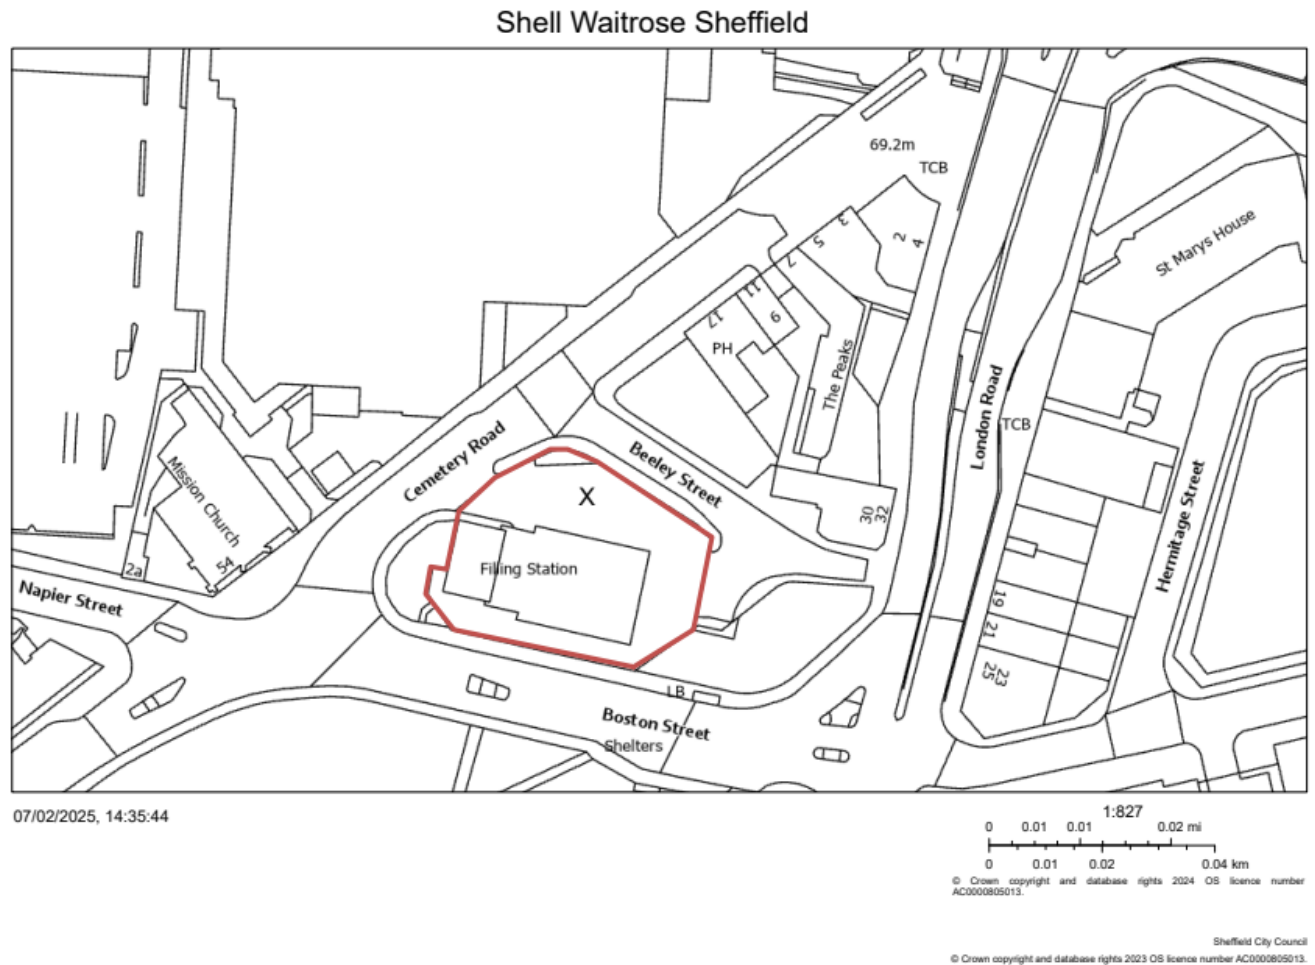 Shell Waitrose Sheffield
69.2m
TCB
3
5
2
4
7
St Marys House
11
9
17
PH
The Peaks
London Road
TCB
Cemetery Road
Beeley Street
Mission Church
X
30
32
Hermitage Street
54
2a
Filling Station
Napier Street
19
21
23
25
LB
Boston Street
Shelters
07/02/2025, 14:35:44
1:827
0 0.01 0.01 0.02 mi
0 0.01 0.02 0.04 km
© Crown copyright and database rights 2024 OS licence number
AC0000805013.
Sheffield City Council
© Crown copyright and database rights 2023 OS licence number AC0000805013.